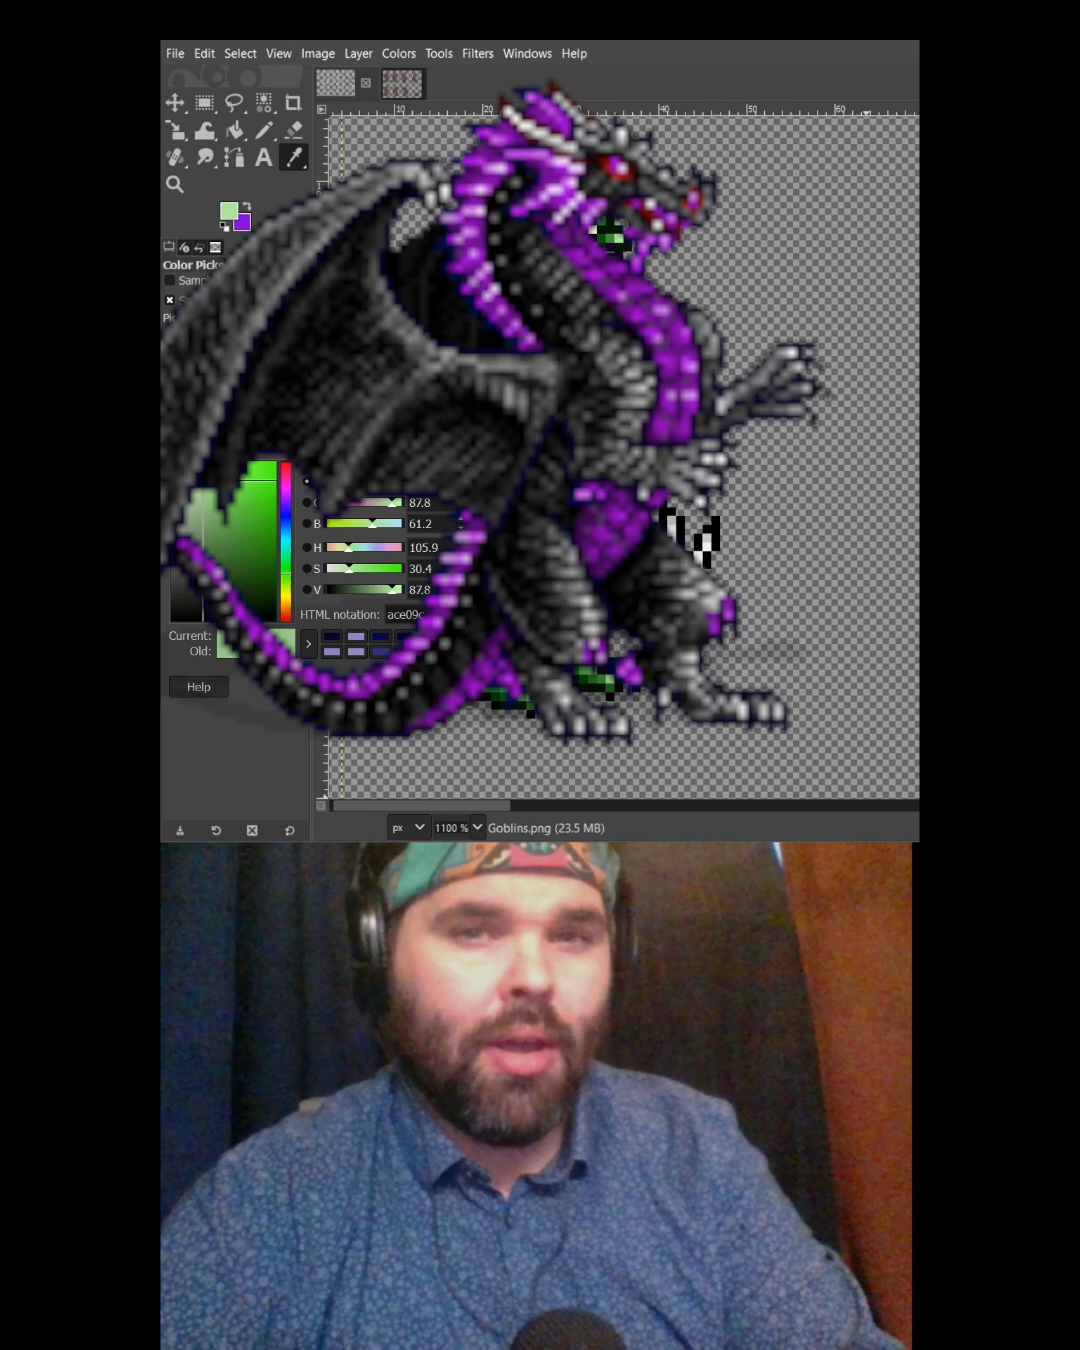 File Edit Select View Image Layer Colors Tools Filters Windows Help
10 20 40 50 60
A
Color Pick
Samp
Pi
87.8
B 61.2
H 105.9
S 30.4
V 87.8
HTML notation: ace09c
Current:
Old:
Help
px 1100 % Goblins.png (23.5 MB)